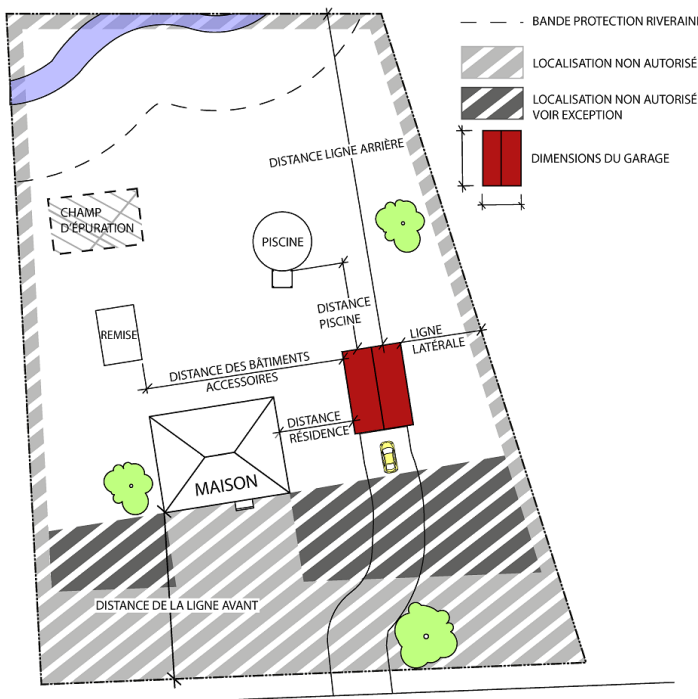 BANDE PROTECTION RIVERAIN
LOCALISATION NON AUTORISÉ
LOCALISATION NON AUTORISÉ
VOIR EXCEPTION
DIMENSIONS DU GARAGE
DISTANCE LIGNE ARRIÈRE
CHAMP
D'ÉPURATION
PISCINE
DISTANCE
PISCINE
REMISE
LIGNE
LATÉRALE
DISTANCE DES BÂTIMENTS
ACCESSOIRES
DISTANCE
RÉSIDENCE
MAISON
DISTANCE DE LA LIGNE AVANT